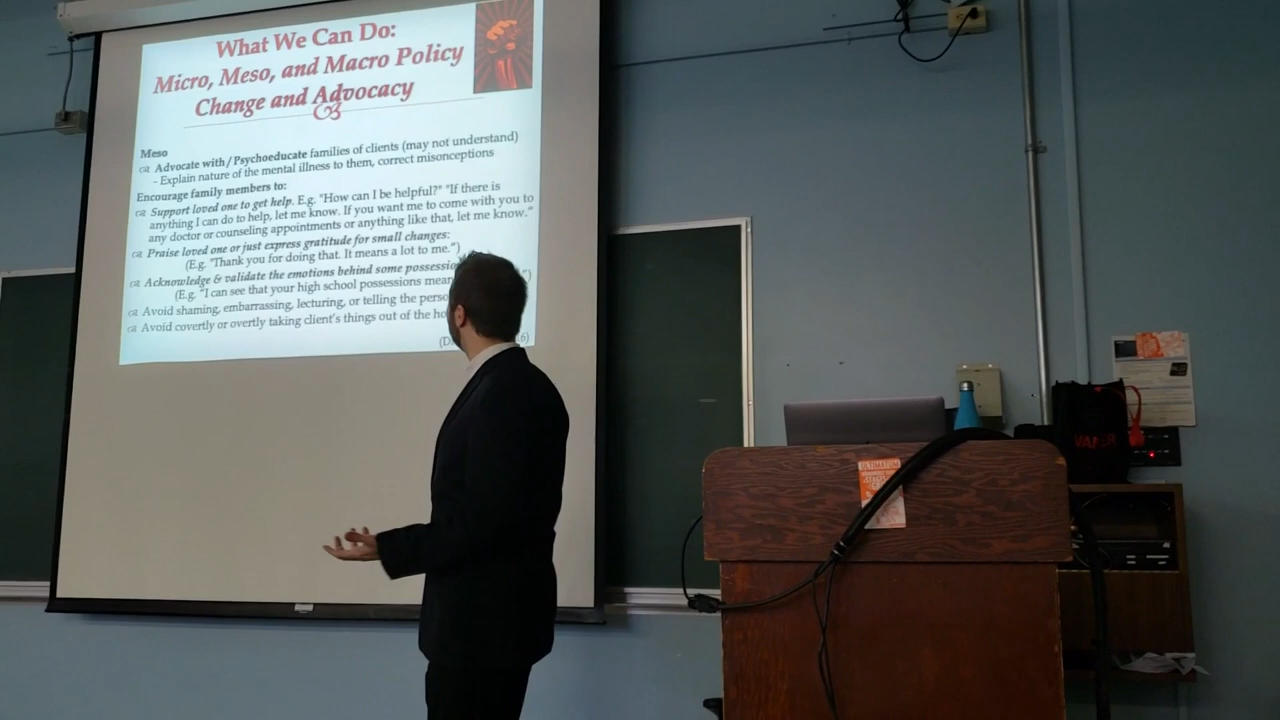 What We Can Do:
Micro, Meso, and Macro Policy
Change and Advocacy
Meso
Advocate with/Psychoeducate families of clients (may not understand)
- Explain nature of the mental illness to them, correct misconceptions
Encourage family members to:
Support loved one to get help. E.g. "How can I be helpful?" "If there is
anything I can do to help, let me know. If you want me to come with you to
any doctor or counseling appointments or anything like that, let me know."
Praise loved one or just express gratitude for small changes:
(E.g. "Thank you for doing that. It means a lot to me.")
Acknowledge & validate the emotions behind some
(E.g. "I can see that your high school possessions
Avoid shaming, embarrassing, lecturing, or telling the
Avoid covertly or overtly taking client's things out of the
ULTIMATUM